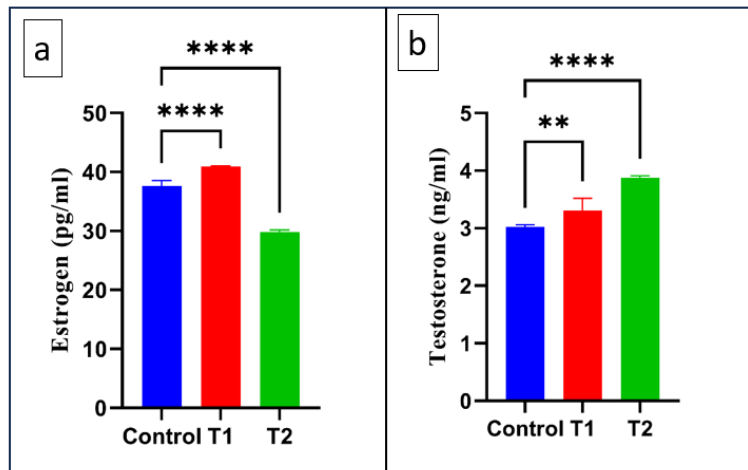 a
****
****
50
40
30
20
10
0
Estrogen (pg/ml)
Control T1 T2
b
****
**
5
4
3
2
1
0
Testosterone (ng/ml)
Control T1 T2